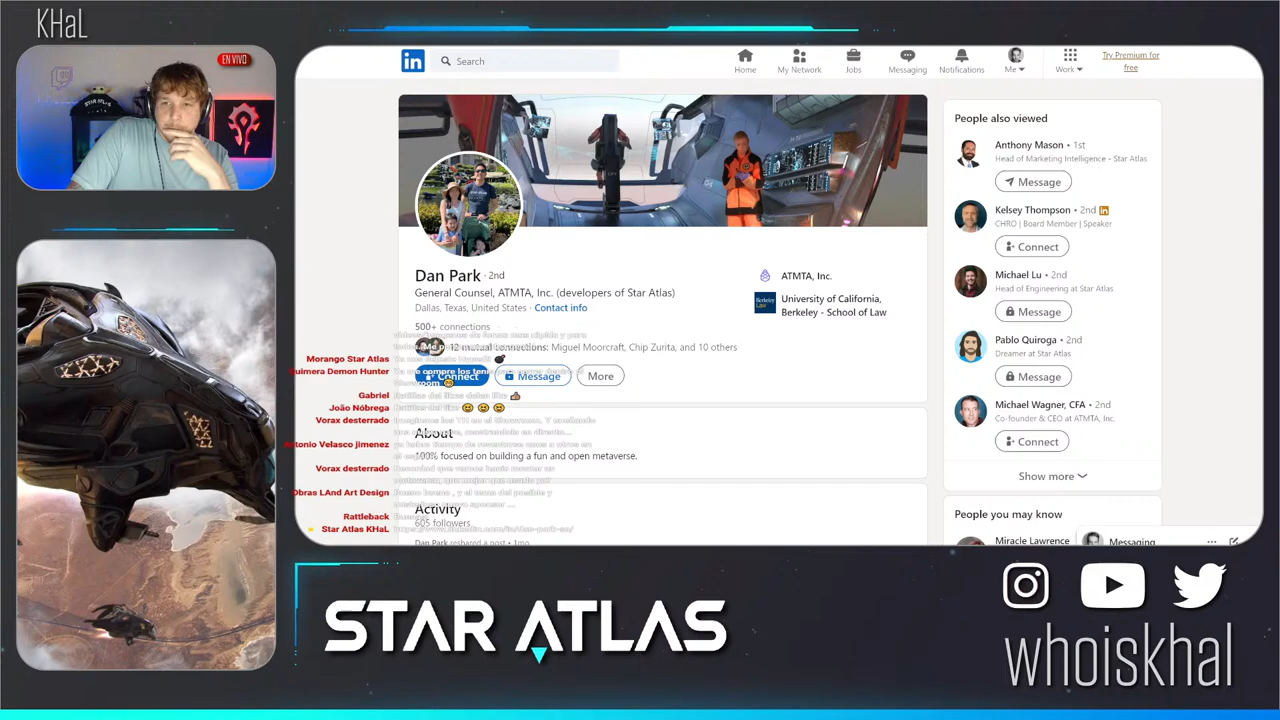 KHaL
EN VIVO
STAR ATLAS
Search
Home
My Network
Jobs
Messaging
Notifications
Me
Work
Try Premium for
free
Dan Park · 2nd
General Counsel, ATMTA, Inc. (developers of Star Atlas)
Dallas, Texas, United States · Contact info
500+ connections
12 mutual connections: Miguel Moorcraft, Chip Zurita, and 10 others
Connect
Message
More
ATMTA, Inc.
Berkeley
Law
University of California,
Berkeley - School of Law
About
100% focused on building a fun and open metaverse.
Activity
605 followers
Dan Park reshared a post • 1mo
Morango Star Atlas
Quimera Demon Hunter
Gabriel
João Nóbrega
Vorax desterrado
Antonio Velasco jimenez
Vorax desterrado
Obras LAnd Art Design
Rattleback
Star Atlas KHaL
People also viewed
Anthony Mason • 1st
Head of Marketing Intelligence - Star Atlas
Message
Kelsey Thompson • 2nd
CHRO | Board Member | Speaker
Connect
Michael Lu • 2nd
Head of Engineering at Star Atlas
Message
Pablo Quiroga • 2nd
Dreamer at Star Atlas
Message
Michael Wagner, CFA • 2nd
Co-founder & CEO at ATMTA, Inc.
Connect
Show more
People you may know
Miracle Lawrence
Messaging
STAR ATLAS
whoiskhal